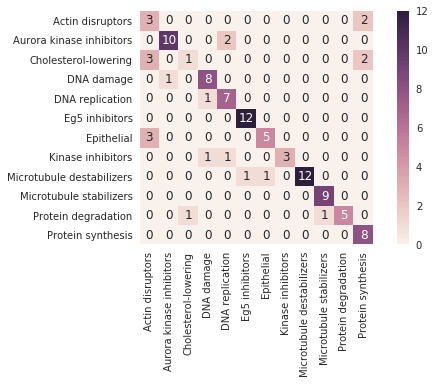 Actin disruptors 3 0 0 0 0 0 0 0 0 0 0 2
Aurora kinase inhibitors 0 10 0 0 2 0 0 0 0 0 0 0
Cholesterol-lowering 3 0 1 0 0 0 0 0 0 0 0 2
DNA damage 0 1 0 8 0 0 0 0 0 0 0 0
DNA replication 0 0 0 1 7 0 0 0 0 0 0 0
Eg5 inhibitors 0 0 0 0 0 12 0 0 0 0 0 0
Epithelial 3 0 0 0 0 0 5 0 0 0 0 0
Kinase inhibitors 0 0 0 1 1 0 0 3 0 0 0 0
Microtubule destabilizers 0 0 0 0 0 1 1 0 12 0 0 0
Microtubule stabilizers 0 0 0 0 0 0 0 0 0 9 0 0
Protein degradation 0 0 1 0 0 0 0 0 0 1 5 0
Protein synthesis 0 0 0 0 0 0 0 0 0 0 0 8
Actin disruptors
Aurora kinase inhibitors
Cholesterol-lowering
DNA damage
DNA replication
Eg5 inhibitors
Epithelial
Kinase inhibitors
Microtubule destabilizers
Microtubule stabilizers
Protein degradation
Protein synthesis
12
10
8
6
4
2
0